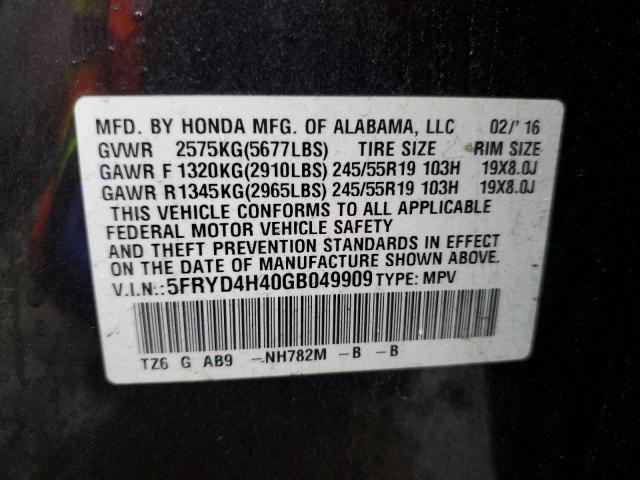 MFD. BY HONDA MFG. OF ALABAMA, LLC 02/' 16
GVWR 2575KG(5677LBS) TIRE SIZE RIM SIZE
GAWR F 1320KG(2910LBS) 245/55R19 103H 19X8.0J
GAWR R1345KG(2965LBS) 245/55R19 103H 19X8.0J
THIS VEHICLE CONFORMS TO ALL APPLICABLE
FEDERAL MOTOR VEHICLE SAFETY
AND THEFT PREVENTION STANDARDS IN EFFECT
ON THE DATE OF MANUFACTURE SHOWN ABOVE.
V.I.N.:5FRYD4H40GB049909 TYPE: MPV
TZ6 G AB9 -NH782M -B -B